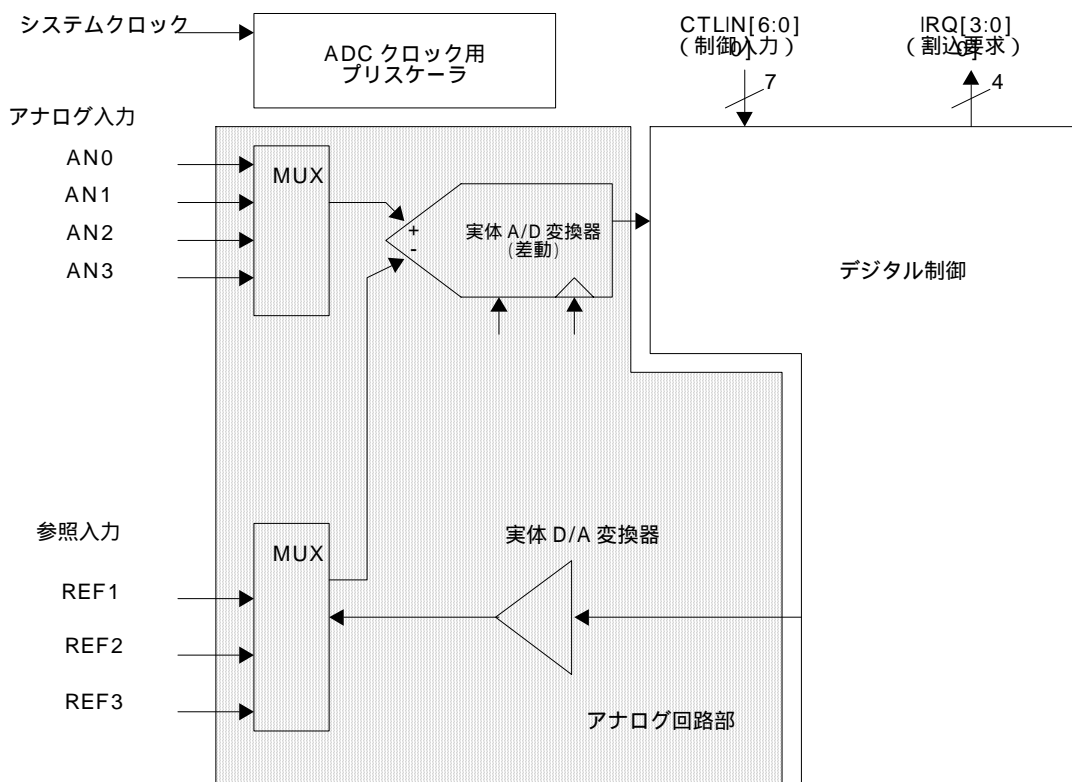 システムクロック
ADC クロック用
プリスケーラ
CTLIN[6:0]
(制御入力)
7
IRQ[3:0]
(割込要求)
4
アナログ入力
AN0
AN1
AN2
AN3
MUX
+
-
実体 A/D 変換器
(差動)
デジタル制御
参照入力
REF1
REF2
REF3
MUX
実体 D/A 変換器
アナログ回路部